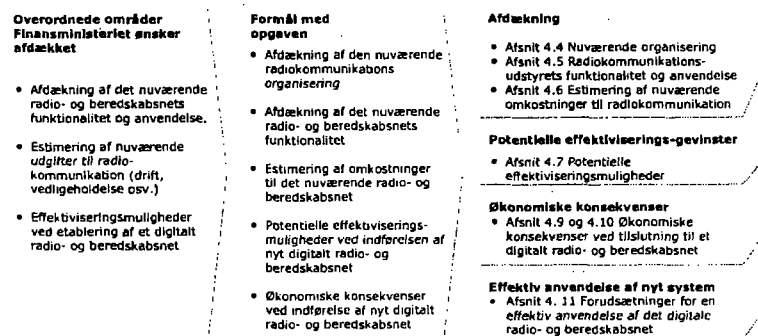 Overordnede områder
Finansministeriet ønsker
afdækket
• Afdækning af det nuværende
radio- og beredskabsnets
funktionalitet og anvendelse.
• Estimering af nuværende
udgifter til radio-
kommunikation (drift,
vedligeholdelse osv.)
• Effektiviseringsmuligheder
ved etablering af et digitalt
radio- og beredskabsnet
Formål med
opgaven
• Afdækning af den nuværende
radiokommunikations
organisering
• Afdækning af det nuværende
radio- og beredskabsnets
funktionalitet
• Estimering af omkostninger
til det nuværende radio- og
beredskabsnet
• Potentielle effektiviserings-
muligheder ved indførelsen af
nyt digitalt radio- og
beredskabsnet
• Økonomiske konsekvenser
ved indførelse af nyt digitalt
radio- og beredskabsnet
Afdækning
• Afsnit 4.4 Nuværende organisering
• Afsnit 4.5 Radiokommunikations-
udstyrets funktionalitet og anvendelse
• Afsnit 4.6 Estimering af nuværende
omkostninger til radiokommunikation
Potentielle effektiviserings-gevinster
• Afsnit 4.7 Potentielle
effektiviseringsmuligheder
Økonomiske konsekvenser
• Afsnit 4.9 og 4.10 Økonomiske
konsekvenser ved tilslutning til et
digitalt radio- og beredskabsnet
Effektiv anvendelse af nyt system
• Afsnit 4. 11 Forudsætninger for en
effektiv anvendelse af det digitale
radio- og beredskabsnet